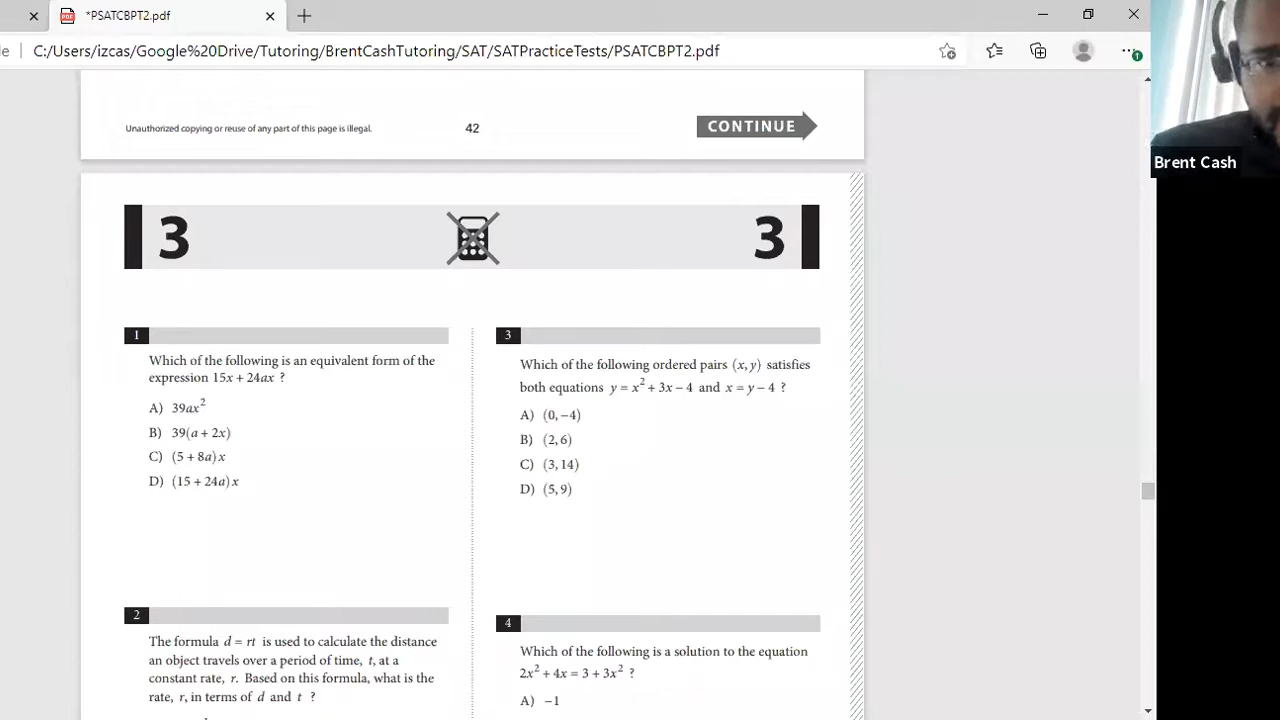 *PSATCBPT2.pdf
C:/Users/izcas/Google%20Drive/Tutoring/BrentCashTutoring/SAT/SATPracticeTests/PSATCBPT2.pdf
Brent Cash
Unauthorized copying or reuse of any part of this page is illegal.
42
CONTINUE
3
3
1
Which of the following is an equivalent form of the
expression 15x + 24ax ?
A) 39ax²
B) 39(a + 2x)
C) (5 + 8a)x
D) (15 + 24a)x
2
The formula d = rt is used to calculate the distance
an object travels over a period of time, t, at a
constant rate, r. Based on this formula, what is the
rate, r, in terms of d and t ?
3
Which of the following ordered pairs (x, y) satisfies
both equations y = x² + 3x − 4 and x = y − 4 ?
A) (0, −4)
B) (2, 6)
C) (3, 14)
D) (5, 9)
4
Which of the following is a solution to the equation
2x² + 4x = 3 + 3x² ?
A) −1